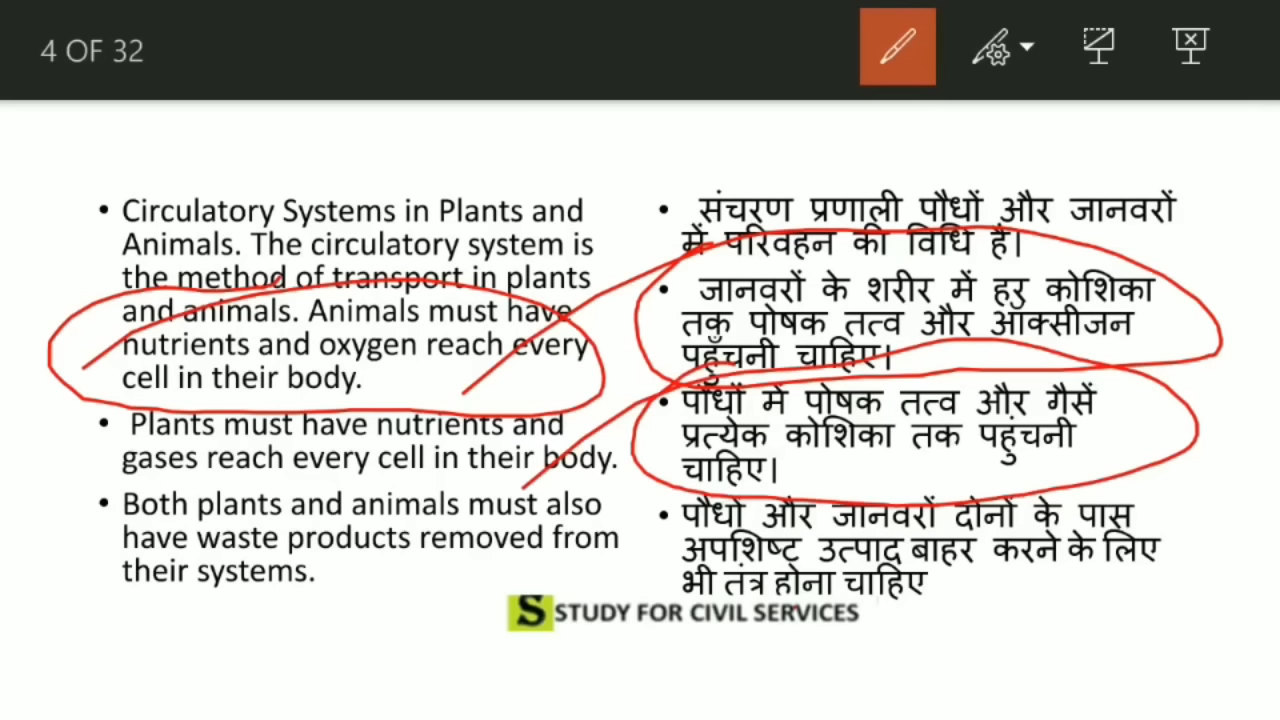 4 OF 32
• Circulatory Systems in Plants and
Animals. The circulatory system is
the method of transport in plants
and animals. Animals must have
nutrients and oxygen reach every
cell in their body.
• Plants must have nutrients and
gases reach every cell in their body.
• Both plants and animals must also
have waste products removed from
their systems.
• संचरण प्रणाली पौधों और जानवरों
में परिवहन की विधि है।
• जानवरों के शरीर में हर कोशिका
तक पोषक तत्व और ऑक्सीजन
पहुँचनी चाहिए।
• पौधों में पोषक तत्व और गैसें
प्रत्येक कोशिका तक पहुंचनी
चाहिए।
• पौधों और जानवरों दोनों के पास
अपशिष्ट उत्पाद बाहर करने के लिए
भी तंत्र होना चाहिए
S STUDY FOR CIVIL SERVICES